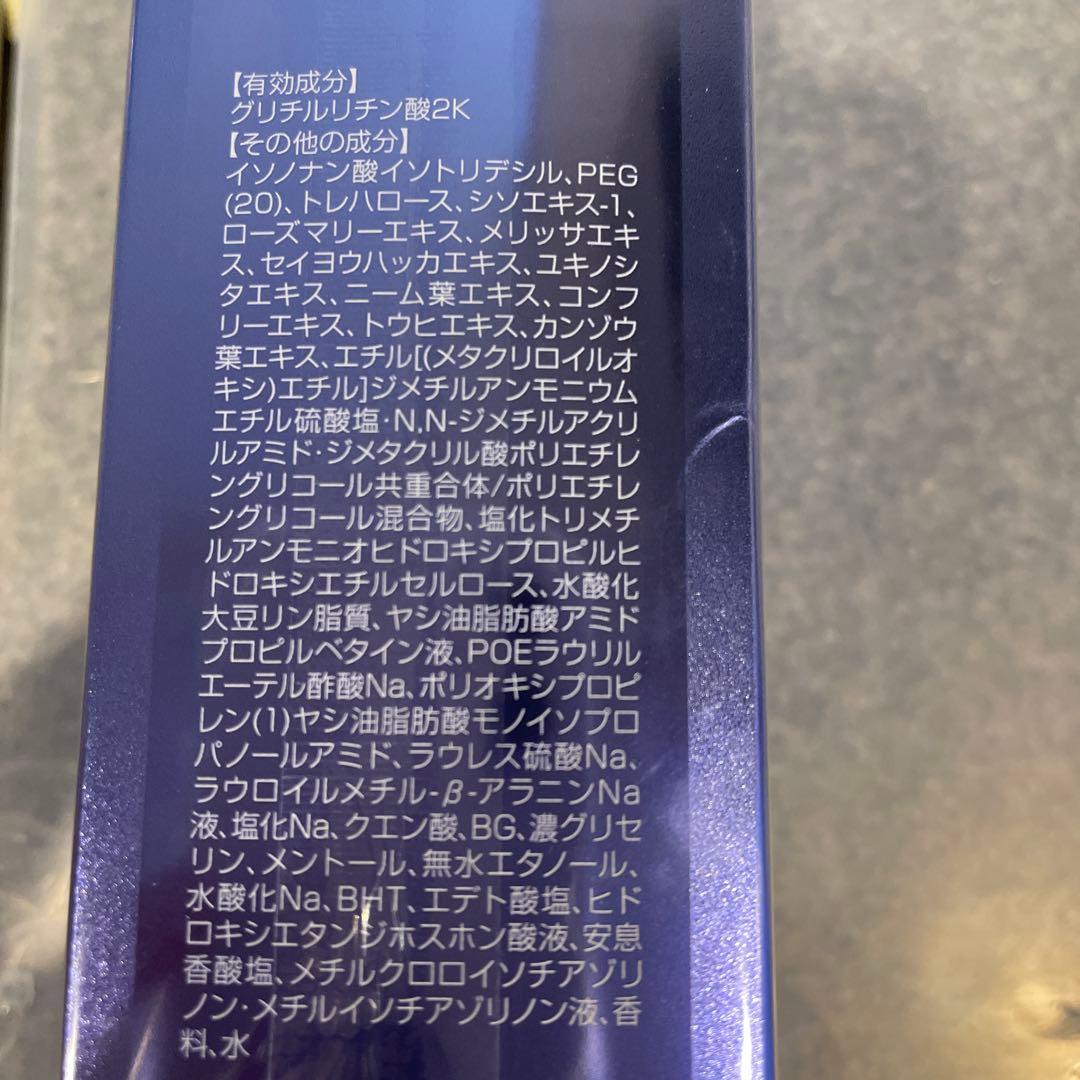 【有効成分】
グリチルリチン酸2K
【その他の成分】
イソノナン酸イソトリデシル、PEG
(20)、トレハロース、シソエキス-1、
ローズマリーエキス、メリッサエキ
ス、セイヨウハッカエキス、ユキノシ
タエキス、ニーム葉エキス、コンフ
リーエキス、トウヒエキス、カンゾウ
葉エキス、エチル[(メタクリロイルオ
キシ)エチル]ジメチルアンモニウム
エチル硫酸塩・N,N-ジメチルアクリ
ルアミド・ジメタクリル酸ポリエチレ
ングリコール共重合体/ポリエチレ
ングリコール混合物、塩化トリメチ
ルアンモニオヒドロキシプロピルヒ
ドロキシエチルセルロース、水酸化
大豆リン脂質、ヤシ油脂肪酸アミド
プロピルベタイン液、POEラウリル
エーテル酢酸Na、ポリオキシプロピ
レン(1)ヤシ油脂肪酸モノイソプロ
パノールアミド、ラウレス硫酸Na、
ラウロイルメチル-β-アラニンNa
液、塩化Na、クエン酸、BG、濃グリセ
リン、メントール、無水エタノール、
水酸化Na、BHT、エデト酸塩、ヒド
ロキシエタンジホスホン酸液、安息
香酸塩、メチルクロロイソチアゾリ
ノン・メチルイソチアゾリノン液、香
料、水